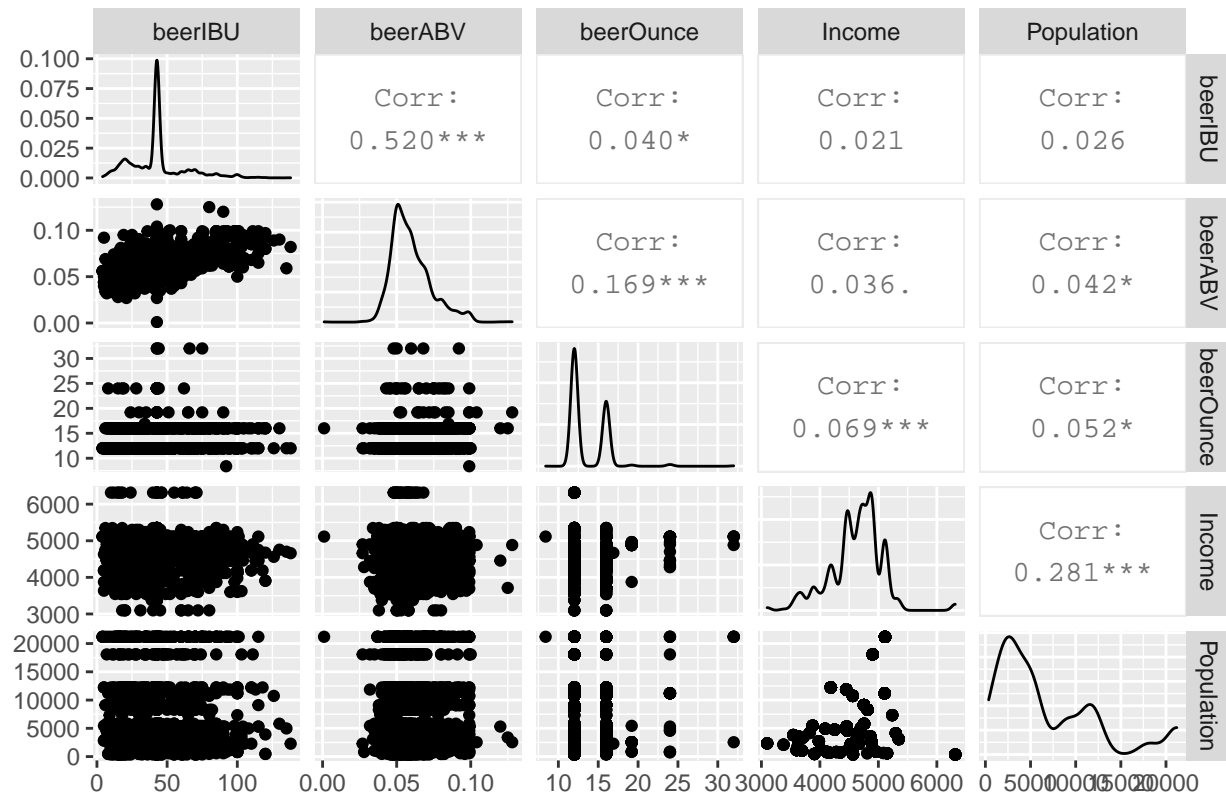 beerIBU beerABV beerOunce Income Population
0.100
0.075
0.050
0.025
0.000
Corr:
0.520***
Corr:
0.040*
Corr:
0.021
Corr:
0.026
beerIBU
0.10
0.05
0.00
Corr:
0.169***
Corr:
0.036.
Corr:
0.042*
beerABV
30
25
20
15
10
Corr:
0.069***
Corr:
0.052*
beerOunce
6000
5000
4000
3000
Corr:
0.281***
Income
20000
15000
10000
5000
0
Population
0 50 100 0.00 0.05 0.10 10 15 20 25 30 3000 4000 5000 6000 0 5000 10000 15000 20000